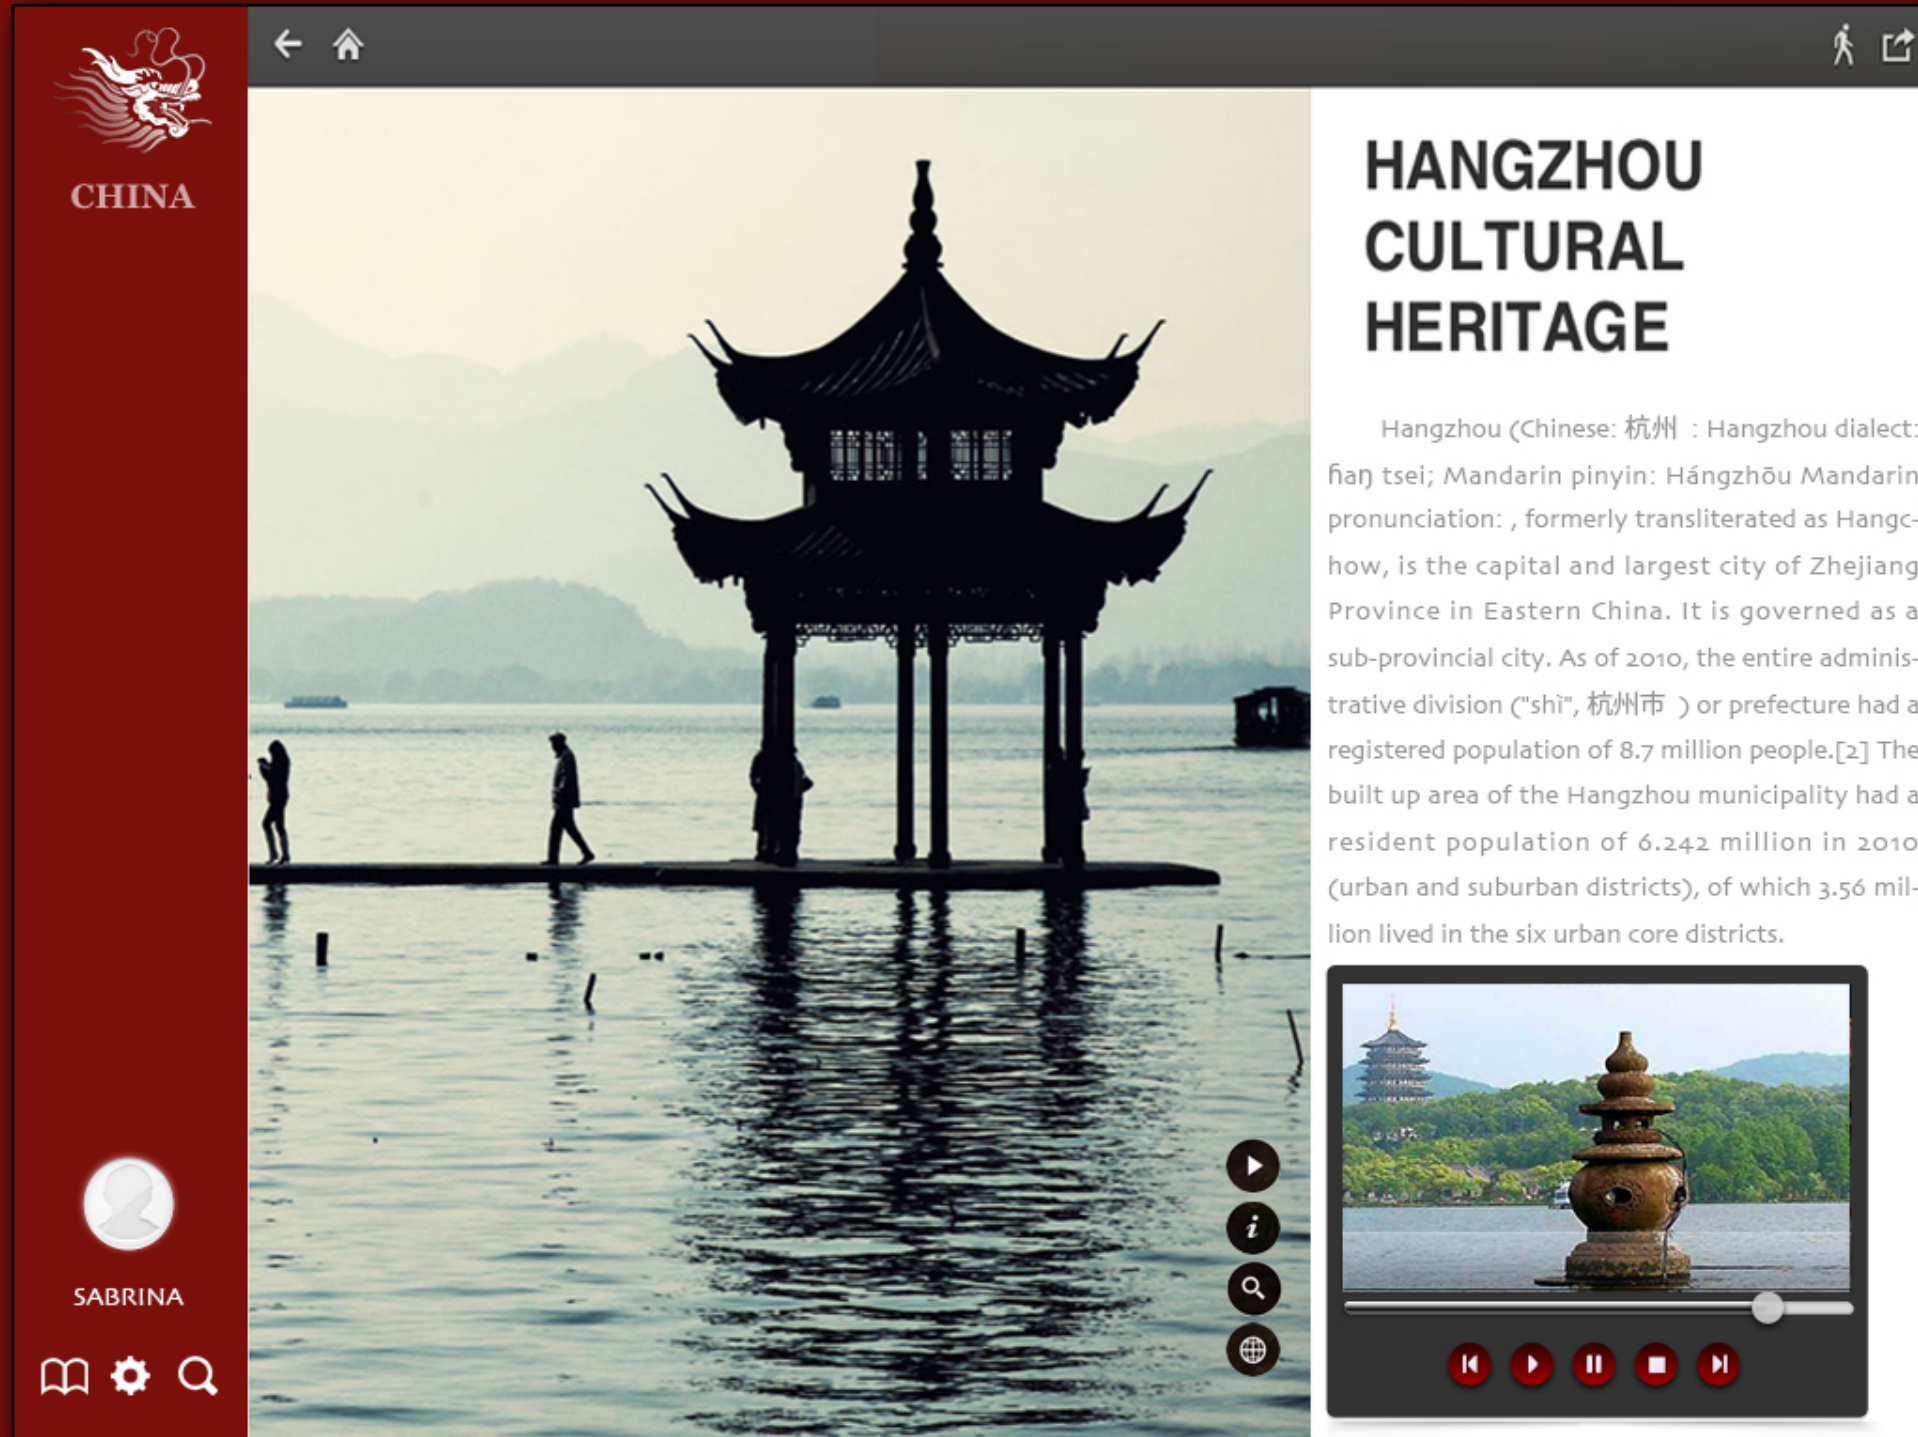 CHINA
HANGZHOU
CULTURAL
HERITAGE
Hangzhou (Chinese: 杭州 : Hangzhou dialect:
ɦaŋ tsei; Mandarin pinyin: Hángzhōu Mandarin
pronunciation: , formerly transliterated as Hangc-
how, is the capital and largest city of Zhejiang
Province in Eastern China. It is governed as a
sub-provincial city. As of 2010, the entire adminis-
trative division ("shì", 杭州市 ) or prefecture had a
registered population of 8.7 million people.[2] The
built up area of the Hangzhou municipality had a
resident population of 6.242 million in 2010
(urban and suburban districts), of which 3.56 mil-
lion lived in the six urban core districts.
SABRINA